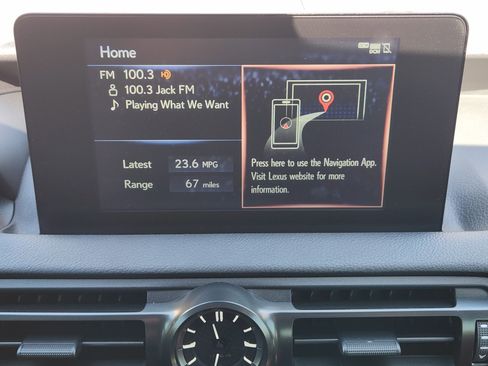 Home
FM 100.3 HD
100.3 Jack FM
Playing What We Want
Latest 23.6 MPG
Range 67 miles
Press here to use the Navigation App.
Visit Lexus website for more
information.